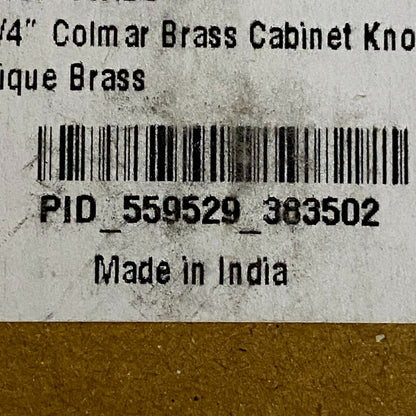 /4" Colmar Brass Cabinet Kno
ique Brass
PID_559529_383502
Made in India